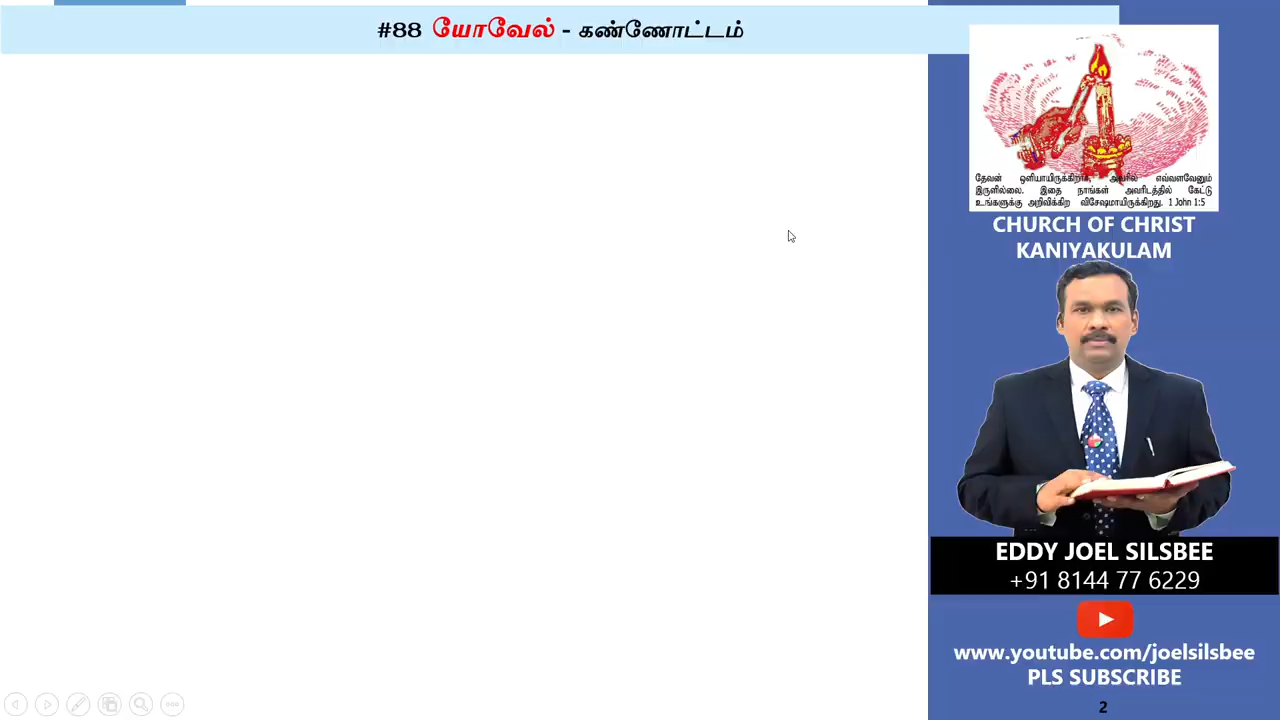 #88 யோவேல் - கண்ணோட்டம்
தேவன் ஒளியாயிருக்கிறார், அவரில் எவ்வளவேனும்
இருளில்லை. இதை நாங்கள் அவரிடத்தில் கேட்டு
உங்களுக்கு அறிவிக்கிற விசேஷமாயிருக்கிறது. 1 John 1:5
CHURCH OF CHRIST
KANIYAKULAM
EDDY JOEL SILSBEE
+91 8144 77 6229
www.youtube.com/joelsilsbee
PLS SUBSCRIBE
2